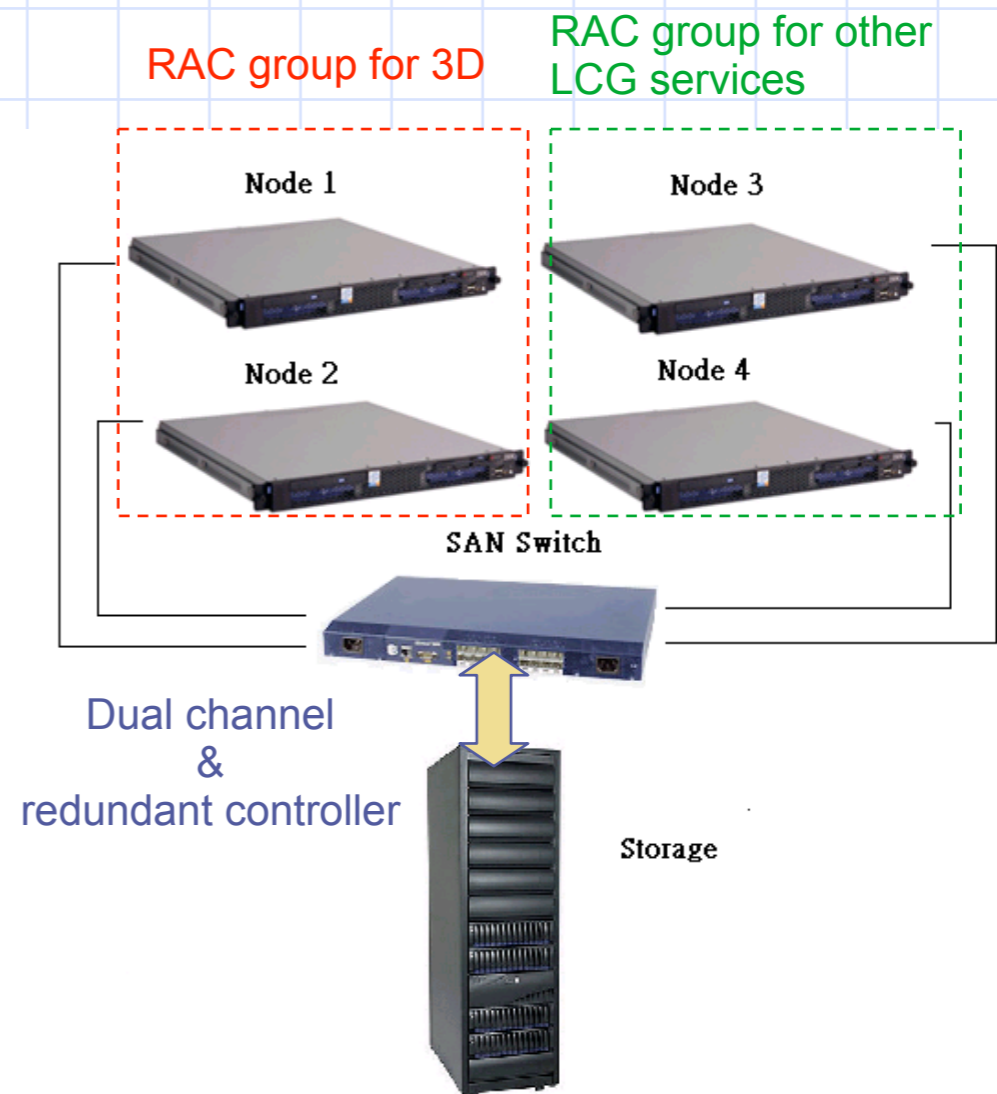 RAC group for 3D
RAC group for other
LCG services
Node 1
Node 3
Node 2
Node 4
SAN Switch
Dual channel
&
redundant controller
Storage